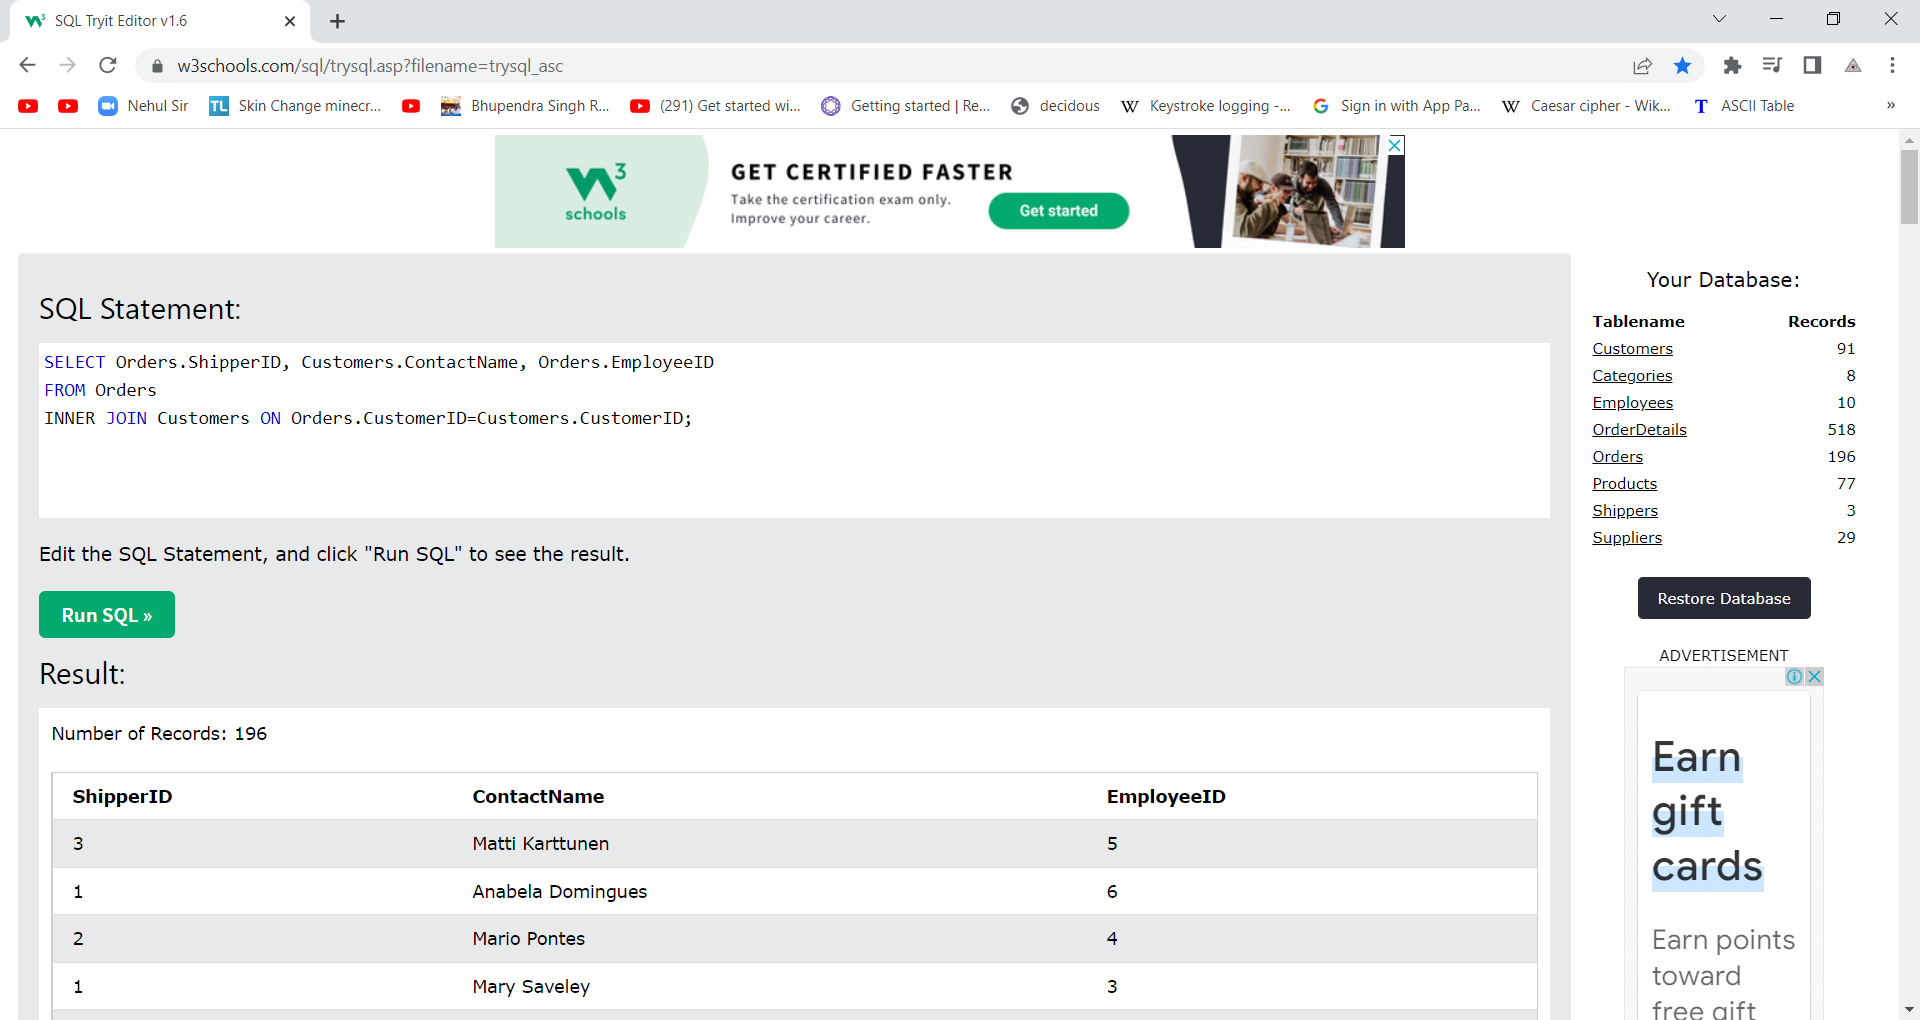 SQL Tryit Editor v1.6
w3schools.com/sql/trysql.asp?filename=trysql_asc
Nehul Sir
TL
Skin Change minecr...
Bhupendra Singh R...
(291) Get started wi...
Getting started | Re...
decidous
W
Keystroke logging -...
G
Sign in with App Pa...
W
Caesar cipher - Wik...
T
ASCII Table
»
W3
schools
GET CERTIFIED FASTER
Take the certification exam only.
Improve your career.
Get started
SQL Statement:
SELECT Orders.ShipperID, Customers.ContactName, Orders.EmployeeID
FROM Orders
INNER JOIN Customers ON Orders.CustomerID=Customers.CustomerID;
Edit the SQL Statement, and click "Run SQL" to see the result.
Run SQL »
Result:
Number of Records: 196
ShipperID ContactName EmployeeID
3 Matti Karttunen 5
1 Anabela Domingues 6
2 Mario Pontes 4
1 Mary Saveley 3
Your Database:
Tablename Records
Customers 91
Categories 8
Employees 10
OrderDetails 518
Orders 196
Products 77
Shippers 3
Suppliers 29
Restore Database
ADVERTISEMENT
Earn
gift
cards
Earn points
toward
free gift